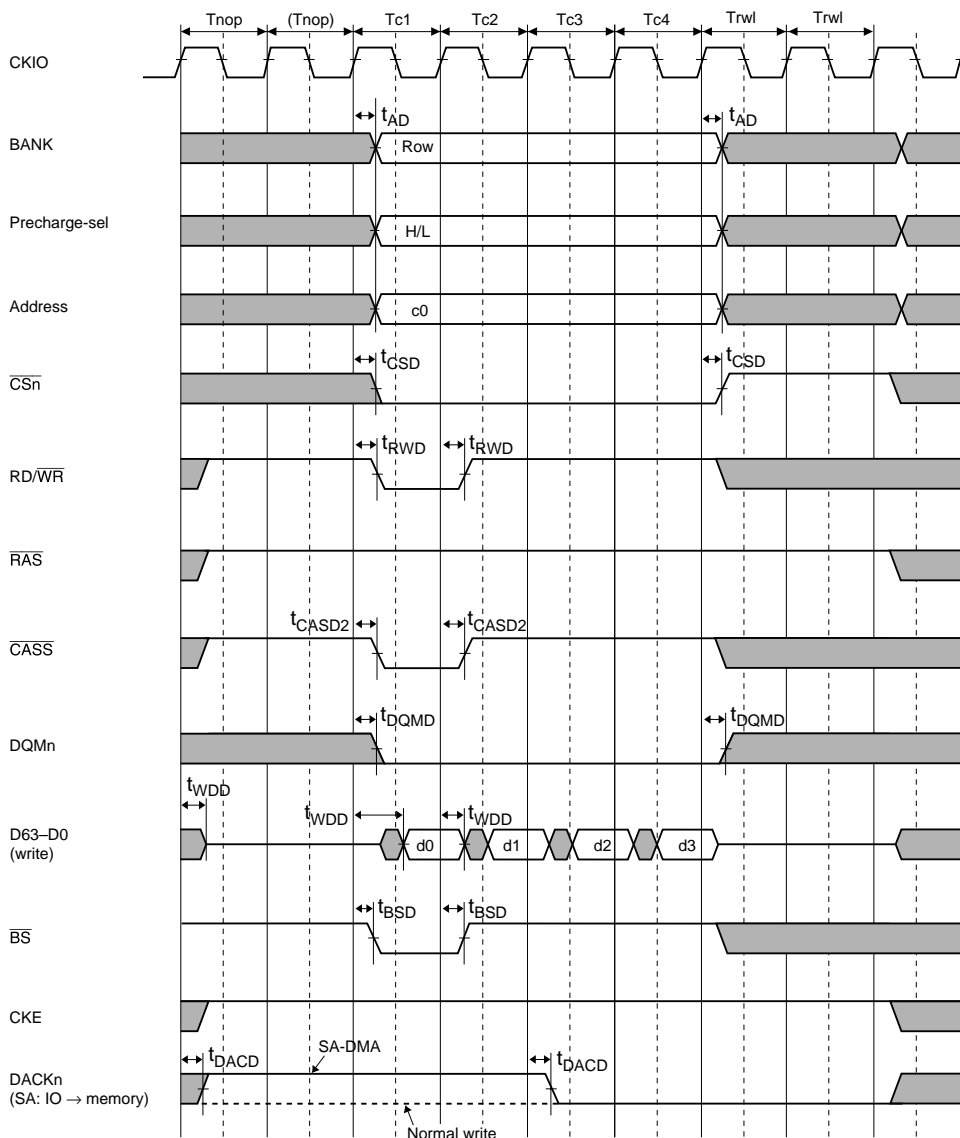 Tnop (Tnop) Tc1 Tc2 Tc3 Tc4 Trwl Trwl
CKIO
tAD tAD
BANK Row
Precharge-sel H/L
Address c0
tCSD tCSD
CSn
tRWD tRWD
RD/WR
RAS
tCASD2 tCASD2
CASS
tDQMD tDQMD
DQMn
tWDD tWDD tWDD
D63–D0 d0 d1 d2 d3
(write)
tBSD tBSD
BS
CKE
SA-DMA
tDACD tDACD
DACKn
(SA: IO → memory)
Normal write